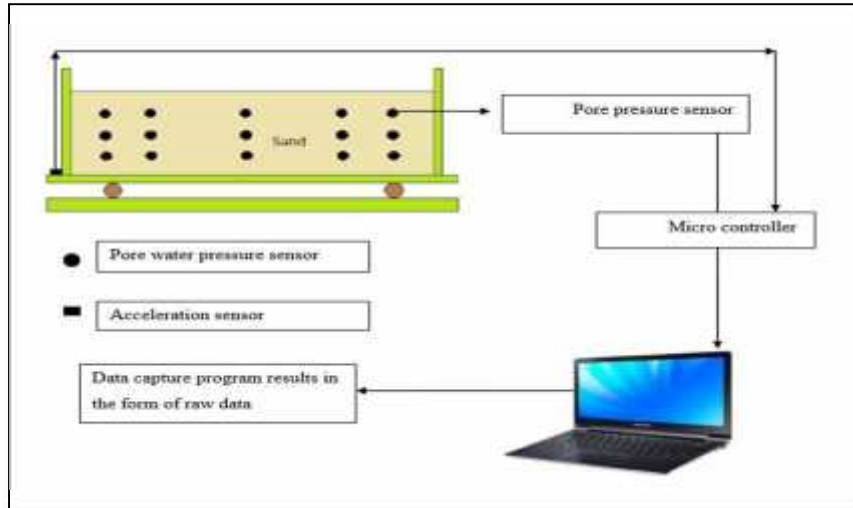 Pore pressure sensor
Sand
Micro controller
Pore water pressure sensor
Acceleration sensor
Data capture program results in
the form of raw data